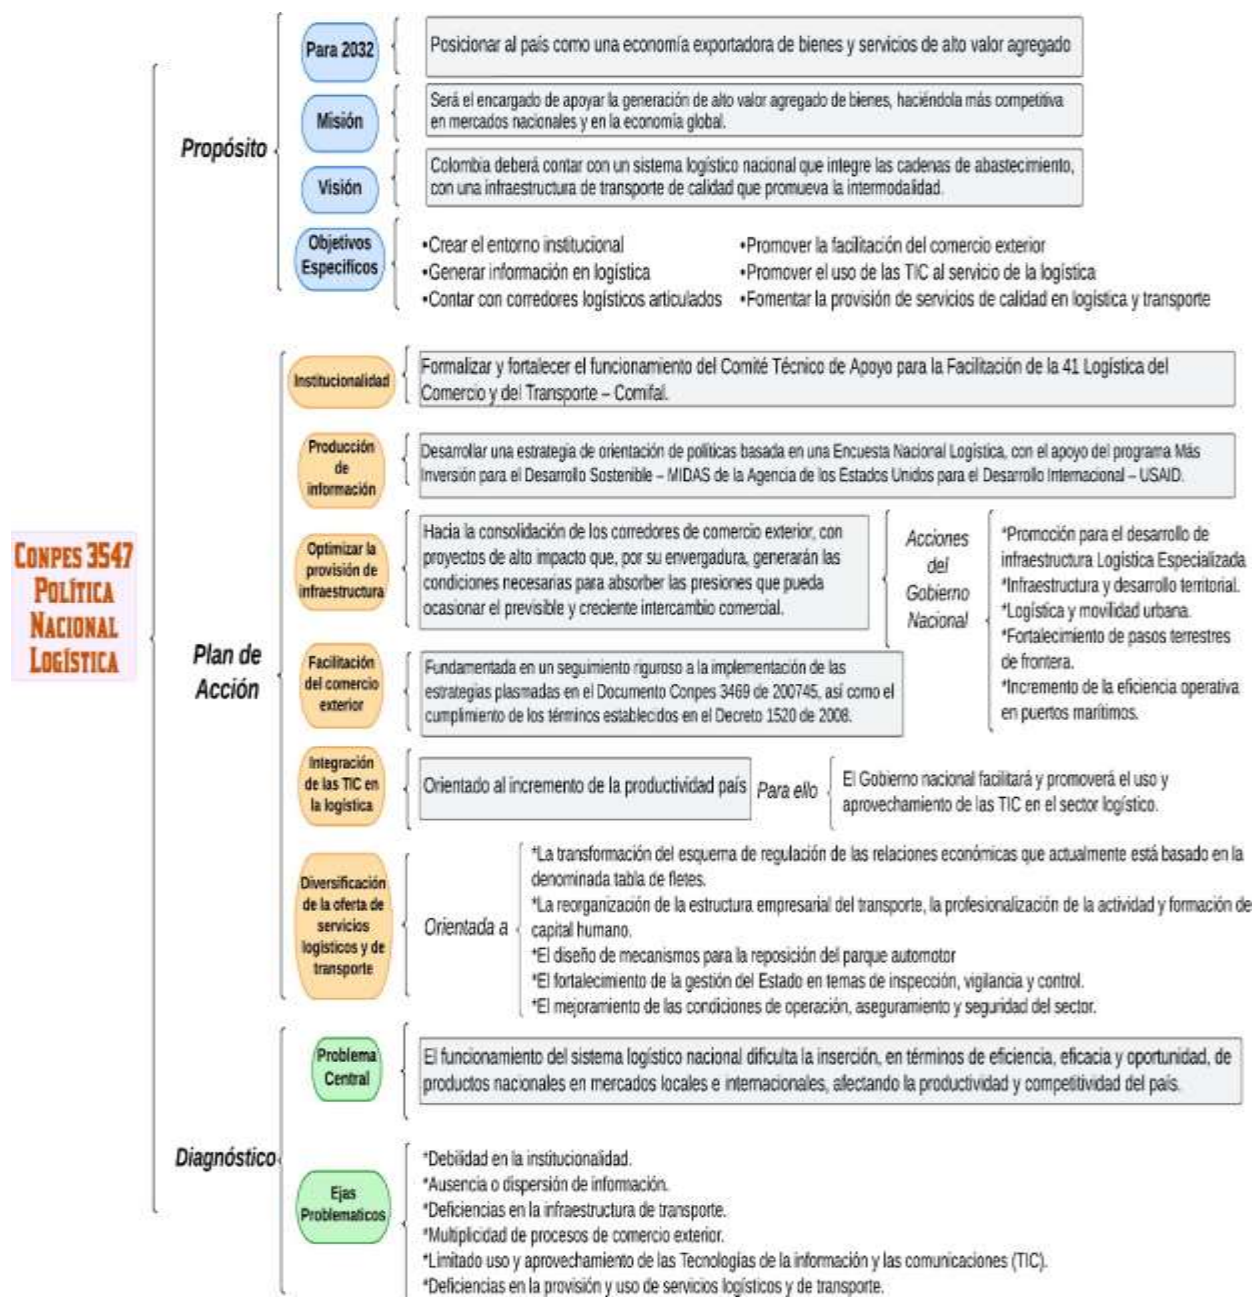 CONPES 3547
POLÍTICA
NACIONAL
LOGÍSTICA
Propósito
Para 2032
Posicionar al país como una economía exportadora de bienes y servicios de alto valor agregado
Misión
Será el encargado de apoyar la generación de alto valor agregado de bienes, haciéndola más competitiva
en mercados nacionales y en la economía global.
Visión
Colombia deberá contar con un sistema logístico nacional que integre las cadenas de abastecimiento,
con una infraestructura de transporte de calidad que promueva la intermodalidad.
Objetivos
Especificos
•Crear el entorno institucional
•Generar información en logística
•Contar con corredores logísticos articulados
•Promover la facilitación del comercio exterior
•Promover el uso de las TIC al servicio de la logística
•Fomentar la provisión de servicios de calidad en logística y transporte
Plan de
Acción
Institucionalidad
Formalizar y fortalecer el funcionamiento del Comité Técnico de Apoyo para la Facilitación de la 41 Logística del
Comercio y del Transporte – Comifal.
Producción
de
información
Desarrollar una estrategia de orientación de políticas basada en una Encuesta Nacional Logística, con el apoyo del programa Más
Inversión para el Desarrollo Sostenible – MIDAS de la Agencia de los Estados Unidos para el Desarrollo Internacional – USAID.
Optimizar la
provisión de
infraestructura
Hacia la consolidación de los corredores de comercio exterior, con
proyectos de alto impacto que, por su envergadura, generarán las
condiciones necesarias para absorber las presiones que pueda
ocasionar el previsible y creciente intercambio comercial.
Acciones
del
Gobierno
Nacional
*Promoción para el desarrollo de
infraestructura Logística Especializada
*Infraestructura y desarrollo territorial.
*Logística y movilidad urbana.
*Fortalecimiento de pasos terrestres
de frontera.
*Incremento de la eficiencia operativa
en puertos marítimos.
Facilitación
del comercio
exterior
Fundamentada en un seguimiento riguroso a la implementación de las
estrategias plasmadas en el Documento Conpes 3469 de 200745, así como el
cumplimiento de los términos establecidos en el Decreto 1520 de 2008.
Integración
de las TIC en
la logística
Orientado al incremento de la productividad país
Para ello
El Gobierno nacional facilitará y promoverá el uso y
aprovechamiento de las TIC en el sector logístico.
Diversificación
de la oferta de
servicios
logísticos y de
transporte
Orientada a
*La transformación del esquema de regulación de las relaciones económicas que actualmente está basado en la
denominada tabla de fletes.
*La reorganización de la estructura empresarial del transporte, la profesionalización de la actividad y formación de
capital humano.
*El diseño de mecanismos para la reposición del parque automotor
*El fortalecimiento de la gestión del Estado en temas de inspección, vigilancia y control.
*El mejoramiento de las condiciones de operación, aseguramiento y seguridad del sector.
Diagnóstico
Problema
Central
El funcionamiento del sistema logístico nacional dificulta la inserción, en términos de eficiencia, eficacia y oportunidad, de
productos nacionales en mercados locales e internacionales, afectando la productividad y competitividad del país.
Ejas
Problematicos
*Debilidad en la institucionalidad.
*Ausencia o dispersión de información.
*Deficiencias en la infraestructura de transporte.
*Multiplicidad de procesos de comercio exterior.
*Limitado uso y aprovechamiento de las Tecnologías de la información y las comunicaciones (TIC).
*Deficiencias en la provisión y uso de servicios logísticos y de transporte.